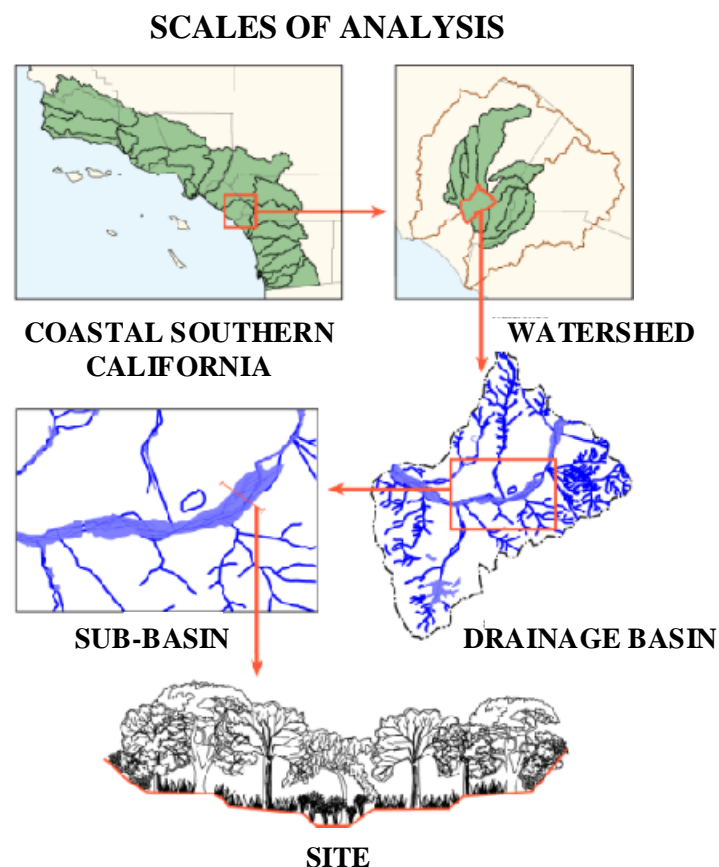 SCALES OF ANALYSIS
COASTAL SOUTHERN
CALIFORNIA
WATERSHED
SUB-BASIN
DRAINAGE BASIN
SITE